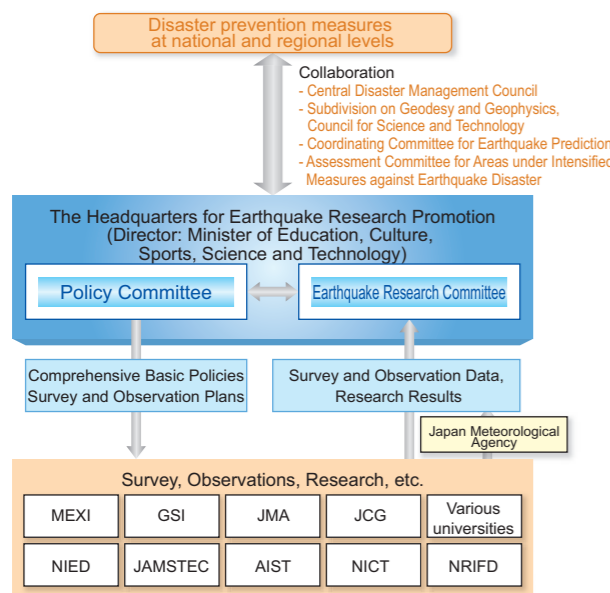 Disaster prevention measures
at national and regional levels
Collaboration
- Central Disaster Management Council
- Subdivision on Geodesy and Geophysics,
Council for Science and Technology
- Coordinating Committee for Earthquake Prediction
- Assessment Committee for Areas under Intensified
Measures against Earthquake Disaster
The Headquarters for Earthquake Research Promotion
(Director: Minister of Education, Culture,
Sports, Science and Technology)
Policy Committee
Earthquake Research Committee
Comprehensive Basic Policies
Survey and Observation Plans
Survey and Observation Data,
Research Results
Japan Meteorological
Agency
Survey, Observations, Research, etc.
MEXI
GSI
JMA
JCG
Various
universities
NIED
JAMSTEC
AIST
NICT
NRIFD